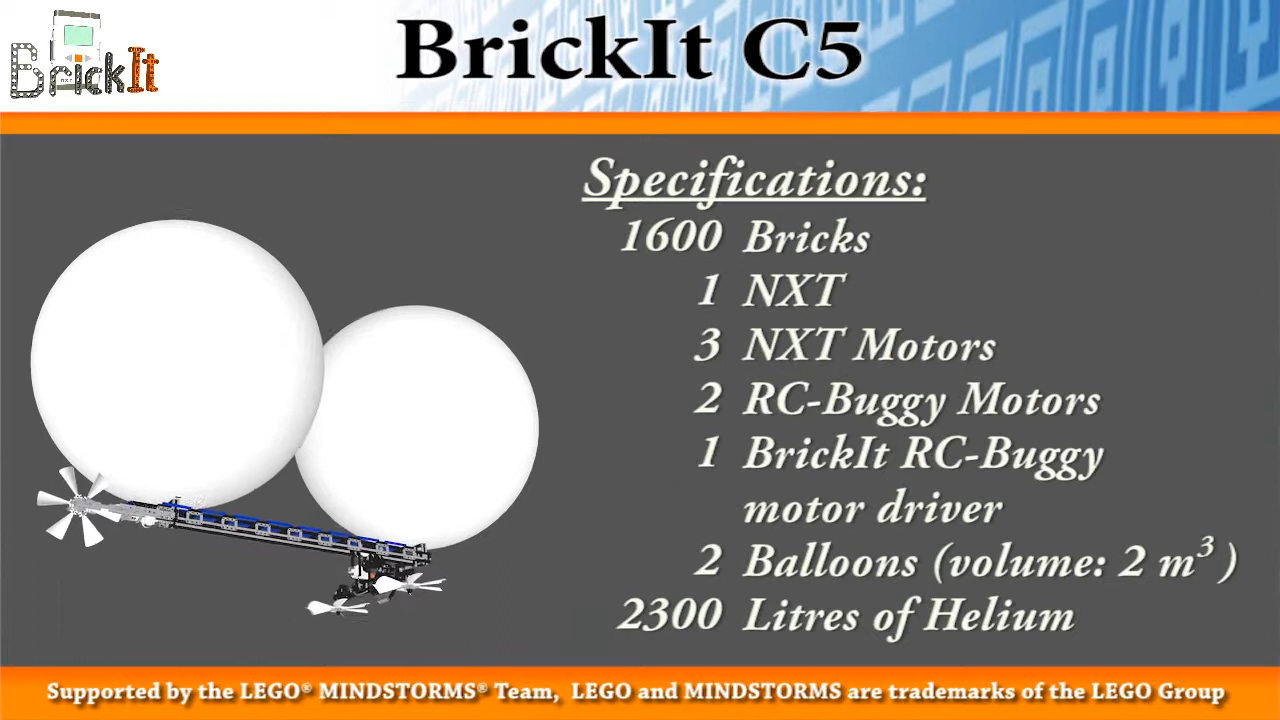 BrickIt
BrickIt C5
Specifications:
1600 Bricks
1 NXT
3 NXT Motors
2 RC-Buggy Motors
1 BrickIt RC-Buggy
motor driver
2 Balloons (volume: 2 m³ )
2300 Litres of Helium
Supported by the LEGO® MINDSTORMS® Team, LEGO and MINDSTORMS are trademarks of the LEGO Group